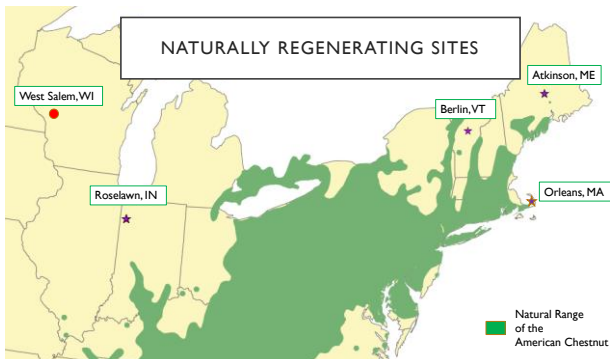 NATURALLY REGENERATING SITES
Atkinson, ME
West Salem, WI
Berlin, VT
Roselawn, IN
Orleans, MA
Natural Range
of the
American Chestnut